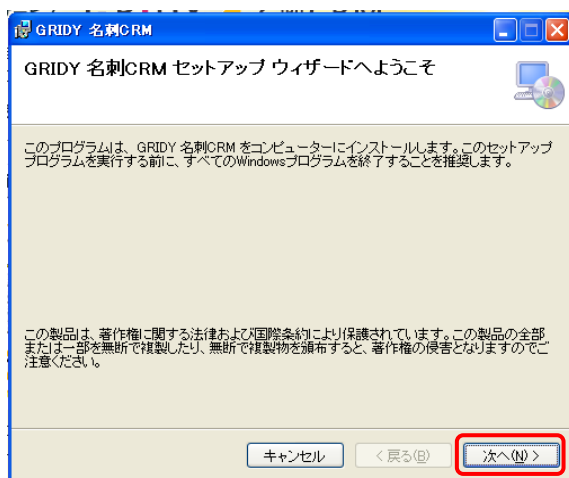 GRIDY 名刺CRM
GRIDY 名刺CRM セットアップ ウィザードへようこそ
このプログラムは、GRIDY 名刺CRM をコンピューターにインストールします。このセットアップ
プログラムを実行する前に、すべてのWindowsプログラムを終了することを推奨します。
この製品は、著作権に関する法律および国際条約により保護されています。この製品の全部
または一部を無断で複製したり、無断で複製物を頒布すると、著作権の侵害となりますのでご
注意ください。
キャンセル
< 戻る(B)
次へ(N) >